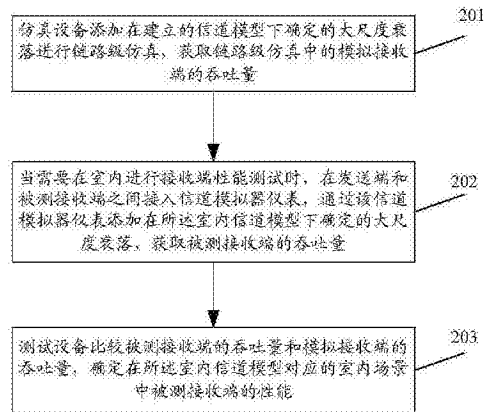 201
仿真设备添加在建立的信道模型下确定的大尺度衰
落进行链路级仿真，获取链路级仿真中的模拟接收
端的吞吐量
202
当需要在室内进行接收端性能测试时，在发送端和
被测接收端之间接入信道模拟器仪表，通过该信道
模拟器仪表添加在所述室内信道模型下确定的大尺
度衰落，获取被测接收端的吞吐量
203
测试设备比较被测接收端的吞吐量和模拟接收端的
吞吐量，确定在所述室内信道模型对应的室内场景
中被测接收端的性能